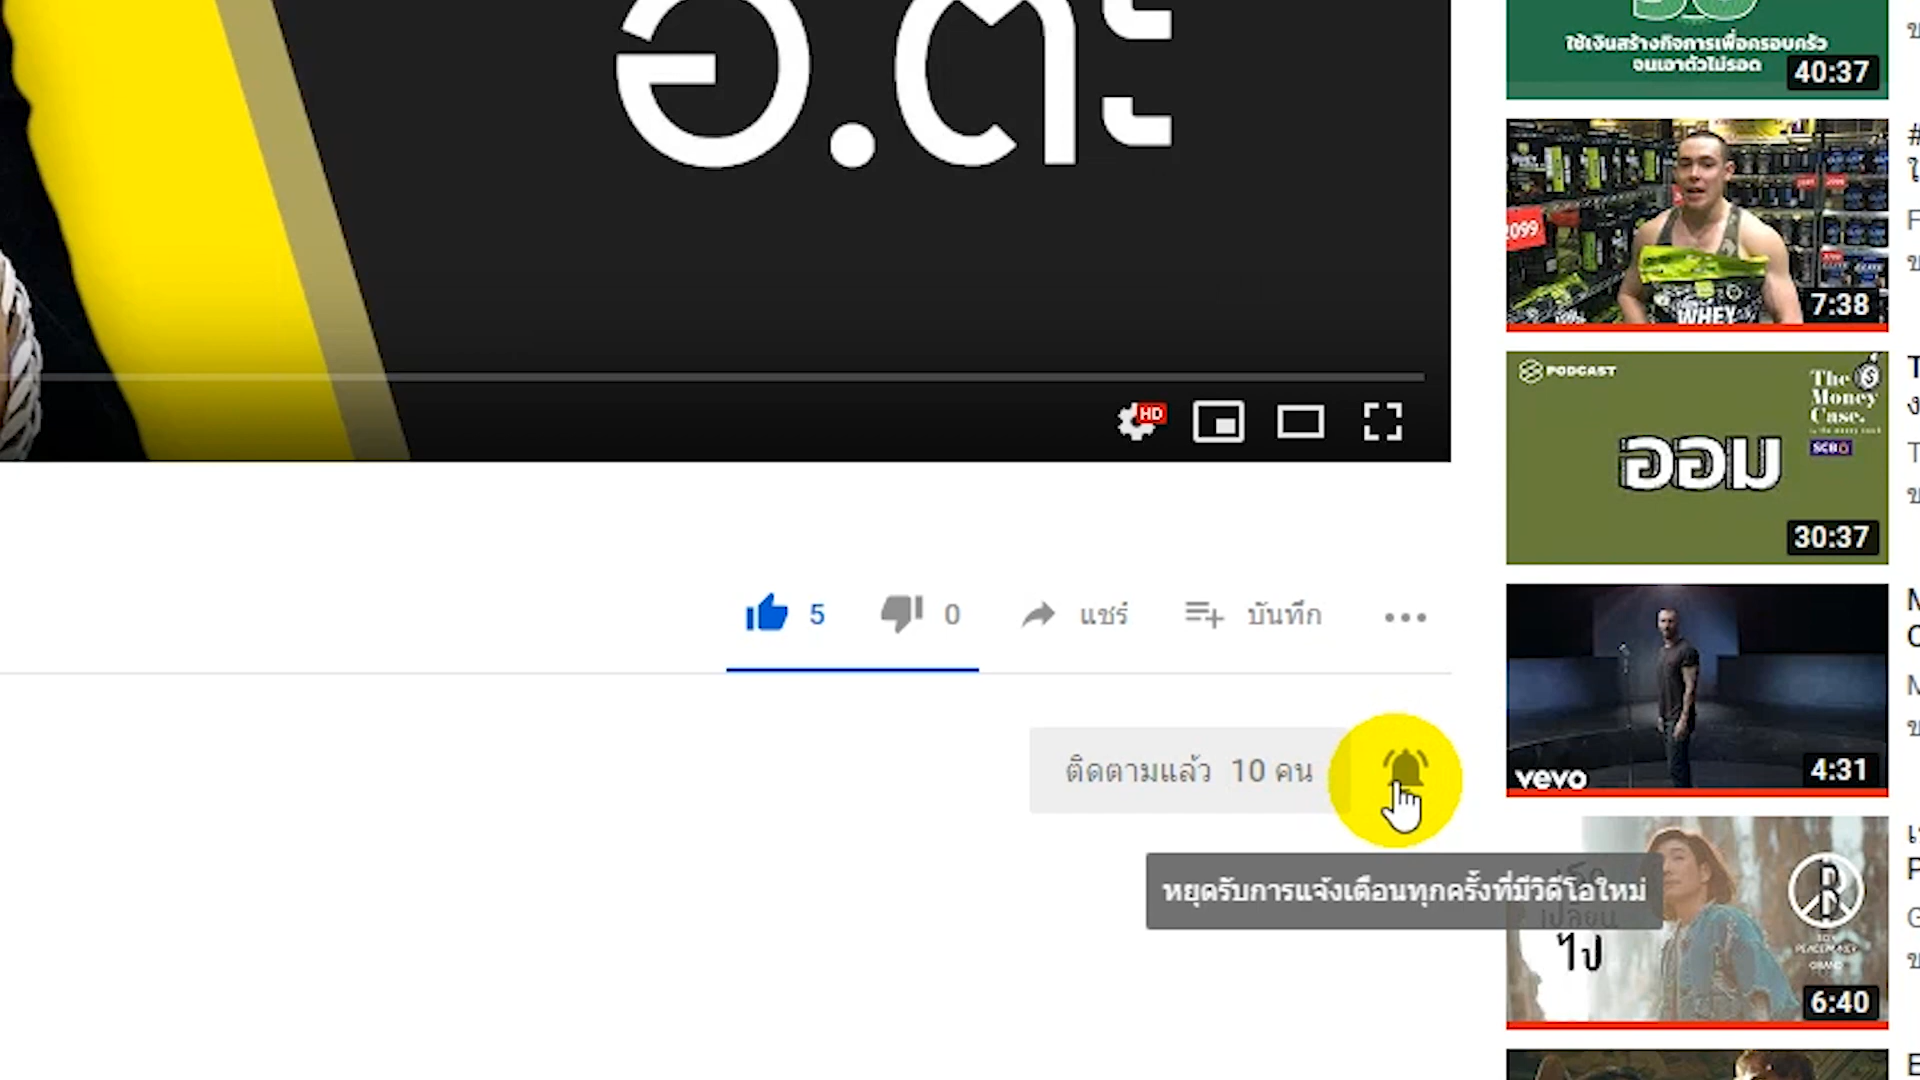 อ.ตะ
HD
5
0
แชร์
บันทึก
ติดตามแล้ว 10 คน
หยุดรับการแจ้งเตือนทุกครั้งที่มีวิดีโอใหม่
ใช้เงินสร้างกิจการเพื่อครอบครัว
จนเอาตัวไม่รอด
40:37
2099
WHEY
7:38
PODCAST
The
Money
Case.
SCB
ออม
30:37
vevo
4:31
ไป
6:40